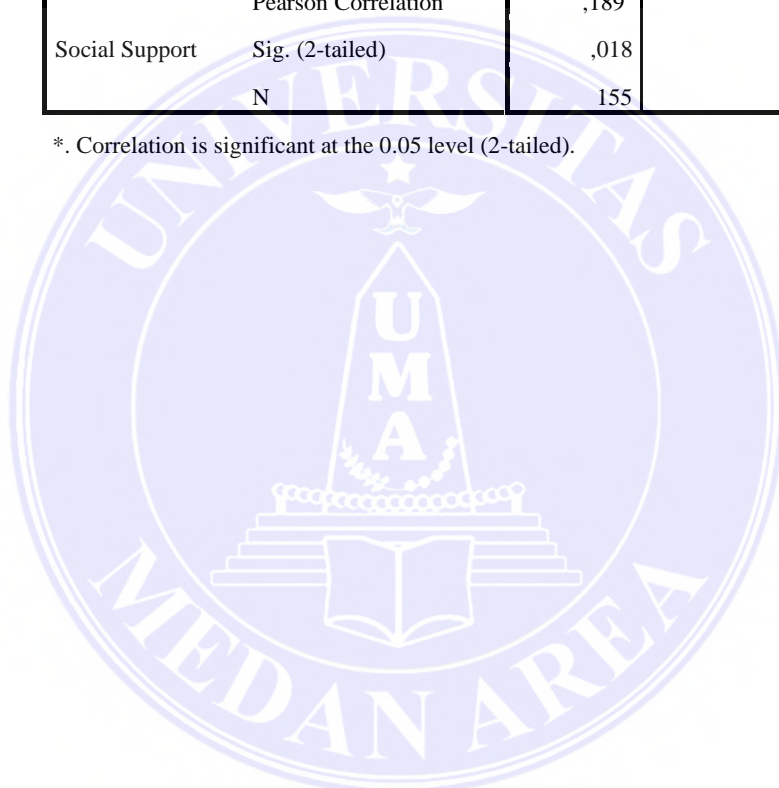 Pearson Correlation ,189
Social Support Sig. (2-tailed) ,018
N 155
*. Correlation is significant at the 0.05 level (2-tailed).
UNIVERSITAS
UMA
MEDAN AREA